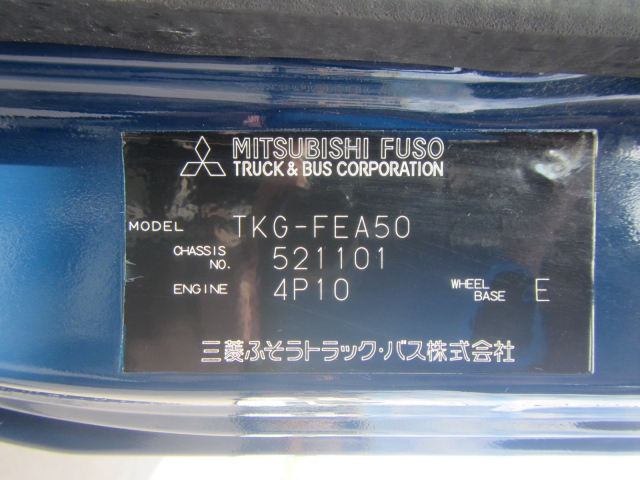 MITSUBISHI FUSO
TRUCK & BUS CORPORATION
MODEL TKG-FEA50
CHASSIS NO. 521101
ENGINE 4P10 WHEEL BASE E
三菱ふそうトラック・バス株式会社